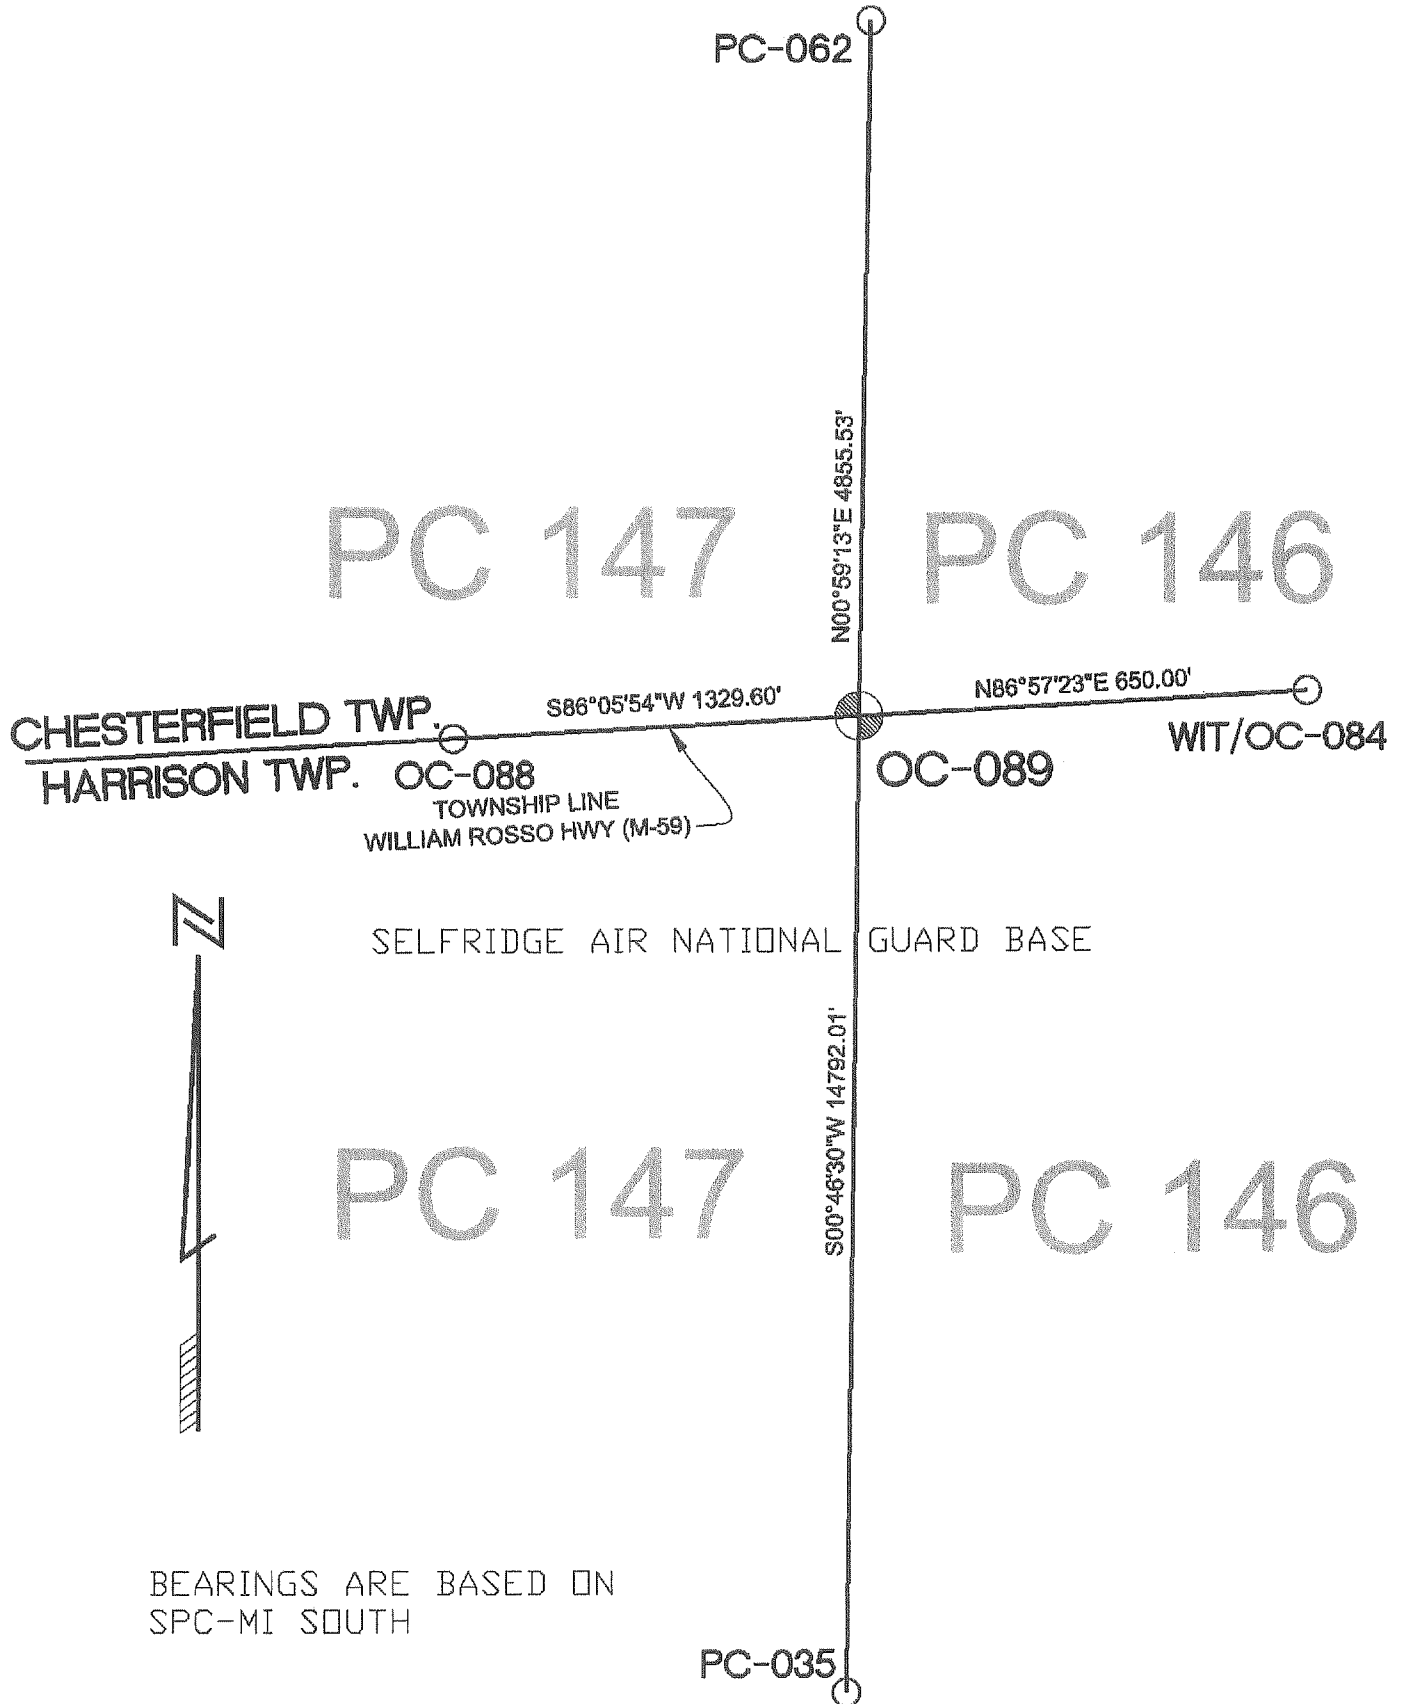 PC-062
N00°59'13"E 4855.53'
PC 147
PC 146
S86°05'54"W 1329.60'
N86°57'23"E 650.00'
CHESTERFIELD TWP.
HARRISON TWP.
OC-088
OC-089
WIT/OC-084
TOWNSHIP LINE
WILLIAM ROSSO HWY (M-59)
N
SELFRIDGE AIR NATIONAL GUARD BASE
S00°46'30"W 14792.01'
PC 147
PC 146
BEARINGS ARE BASED ON
SPC-MI SOUTH
PC-035